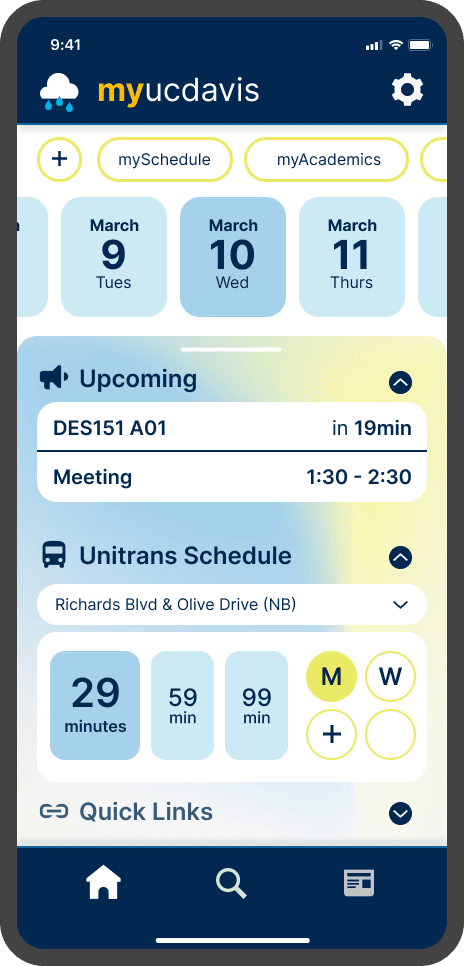 9:41
myucdavis
+
mySchedule
myAcademics
March
9
Tues
March
10
Wed
March
11
Thurs
Upcoming
DES151 A01
in 19min
Meeting
1:30 - 2:30
Unitrans Schedule
Richards Blvd & Olive Drive (NB)
29
minutes
59
min
99
min
M
W
+
Quick Links